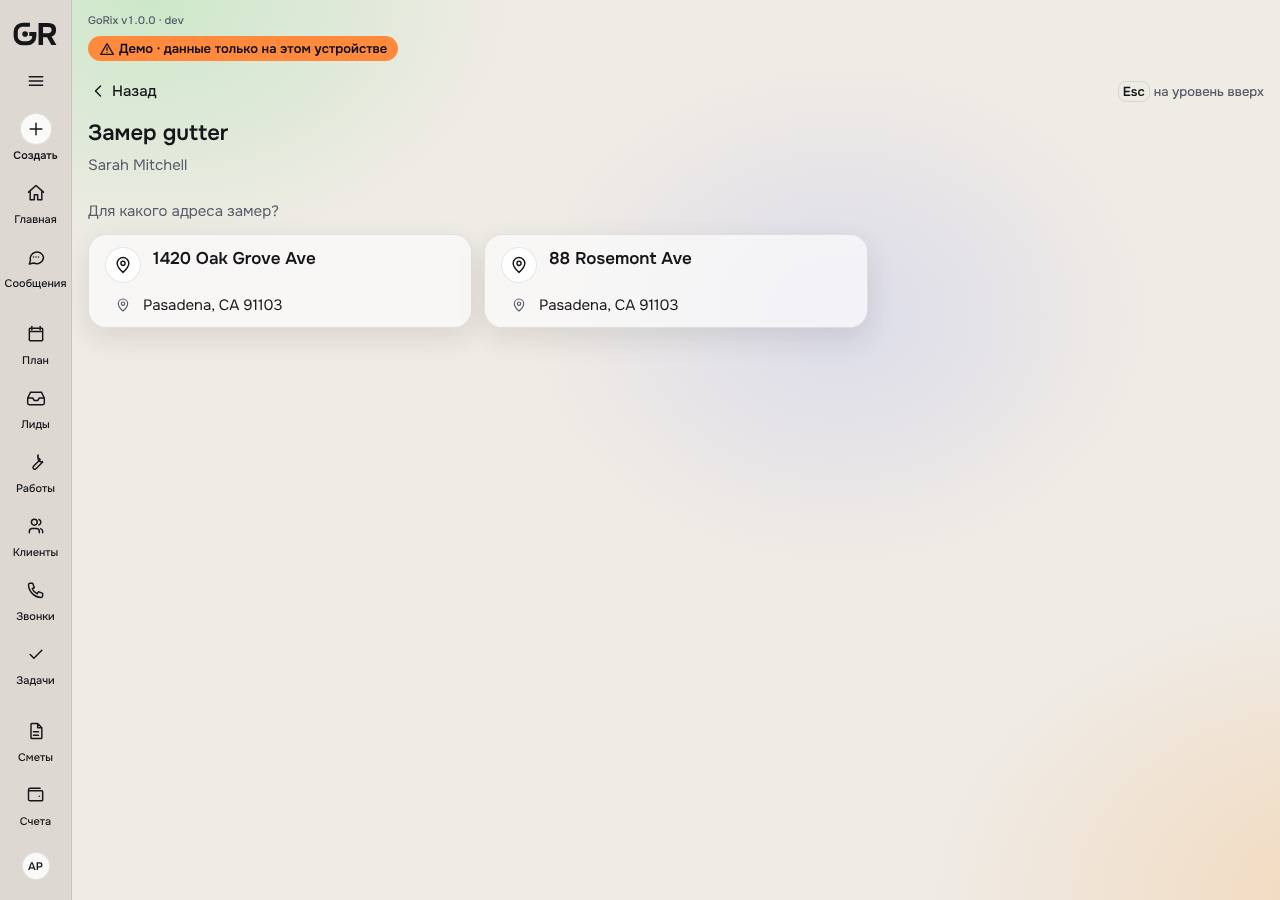 GR
GoRix v1.0.0 · dev
Демо · данные только на этом устройстве
Назад
Esc на уровень вверх
Замер gutter
Sarah Mitchell
Для какого адреса замер?
1420 Oak Grove Ave
Pasadena, CA 91103
88 Rosemont Ave
Pasadena, CA 91103
Создать
Главная
Сообщения
План
Лиды
Работы
Клиенты
Звонки
Задачи
Сметы
Счета
AP